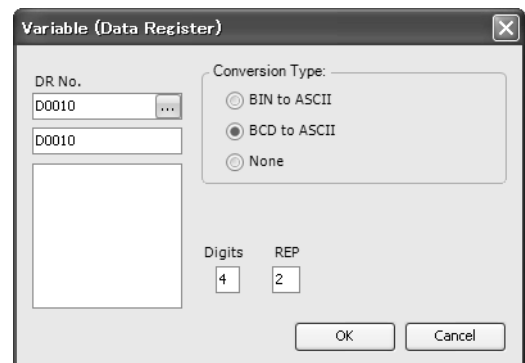 Variable (Data Register)
DR No.
D0010 ...
D0010
Conversion Type:
BIN to ASCII
BCD to ASCII
None
Digits REP
4 2
OK Cancel